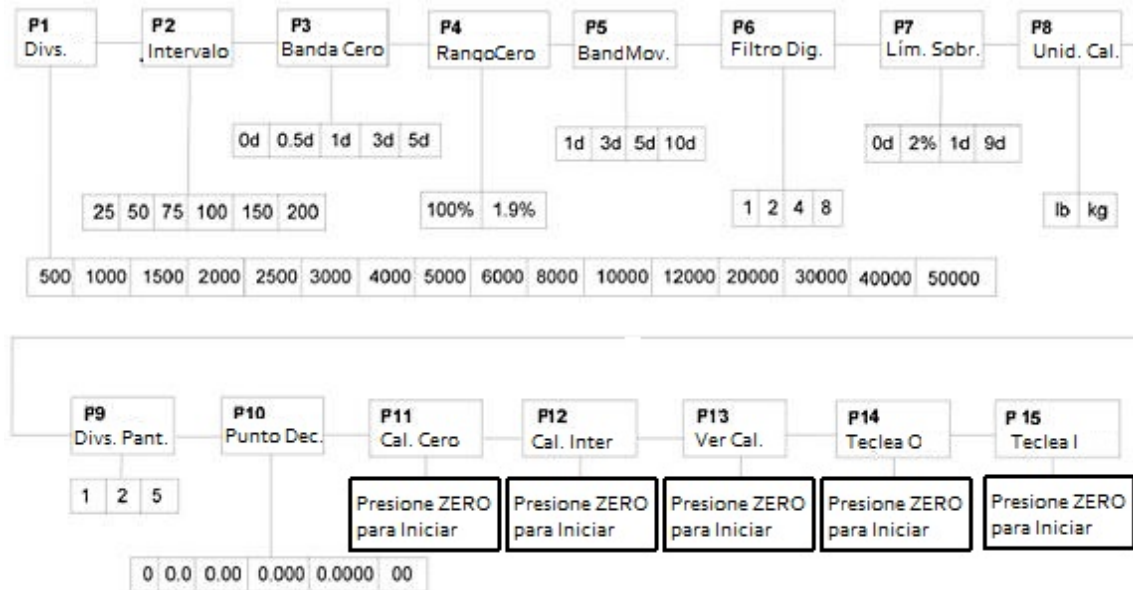 P1
Divs.
P2
Intervalo
P3
Banda Cero
P4
RangoCero
P5
BandMov.
P6
Filtro Dig.
P7
Lím. Sobr.
P8
Unid. Cal.
0d 0.5d 1d 3d 5d
1d 3d 5d 10d
0d 2% 1d 9d
25 50 75 100 150 200
100% 1.9%
1 2 4 8
lb kg
500 1000 1500 2000 2500 3000 4000 5000 6000 8000 10000 12000 20000 30000 40000 50000
P9
Divs. Pant.
P10
Punto Dec.
P11
Cal. Cero
P12
Cal. Inter
P13
Ver Cal.
P14
Teclea O
P 15
Teclea I
1 2 5
Presione ZERO
para Iniciar
Presione ZERO
para Iniciar
Presione ZERO
para Iniciar
Presione ZERO
para Iniciar
Presione ZERO
para Iniciar
0 0.0 0.00 0.000 0.0000 00